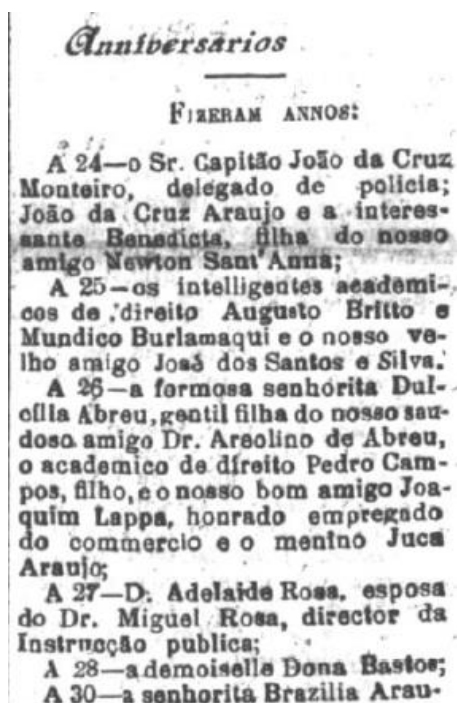 Anniversarios
FIZERAM ANNOS:
A 24—o Sr. Capitão João da Cruz
Monteiro, delegado de policia;
João da Cruz Araujo e a interes-
sante Benedicta, filha do nosso
amigo Newton Sant'Anna;
A 25—os intelligentes academi-
cos de direito Augusto Britto e
Mundico Burlamaqui e o nosso ve-
lho amigo José dos Santos e Silva.
A 26—a formosa senhorita Dul-
cilia Abreu, gentil filha do nosso sau-
doso amigo Dr. Areolino de Abreu,
o academico de direito Pedro Cam-
pos, filho, e o nosso bom amigo Joa-
quim Lappa, honrado empregado
do commercio e o menino Juca
Araujo;
A 27—D. Adelaide Rosa, esposa
do Dr. Miguel Rosa, director da
Instrucção publica;
A 28—a demoiselle Dona Bastos;
A 30—a senhorita Brazilia Arau-